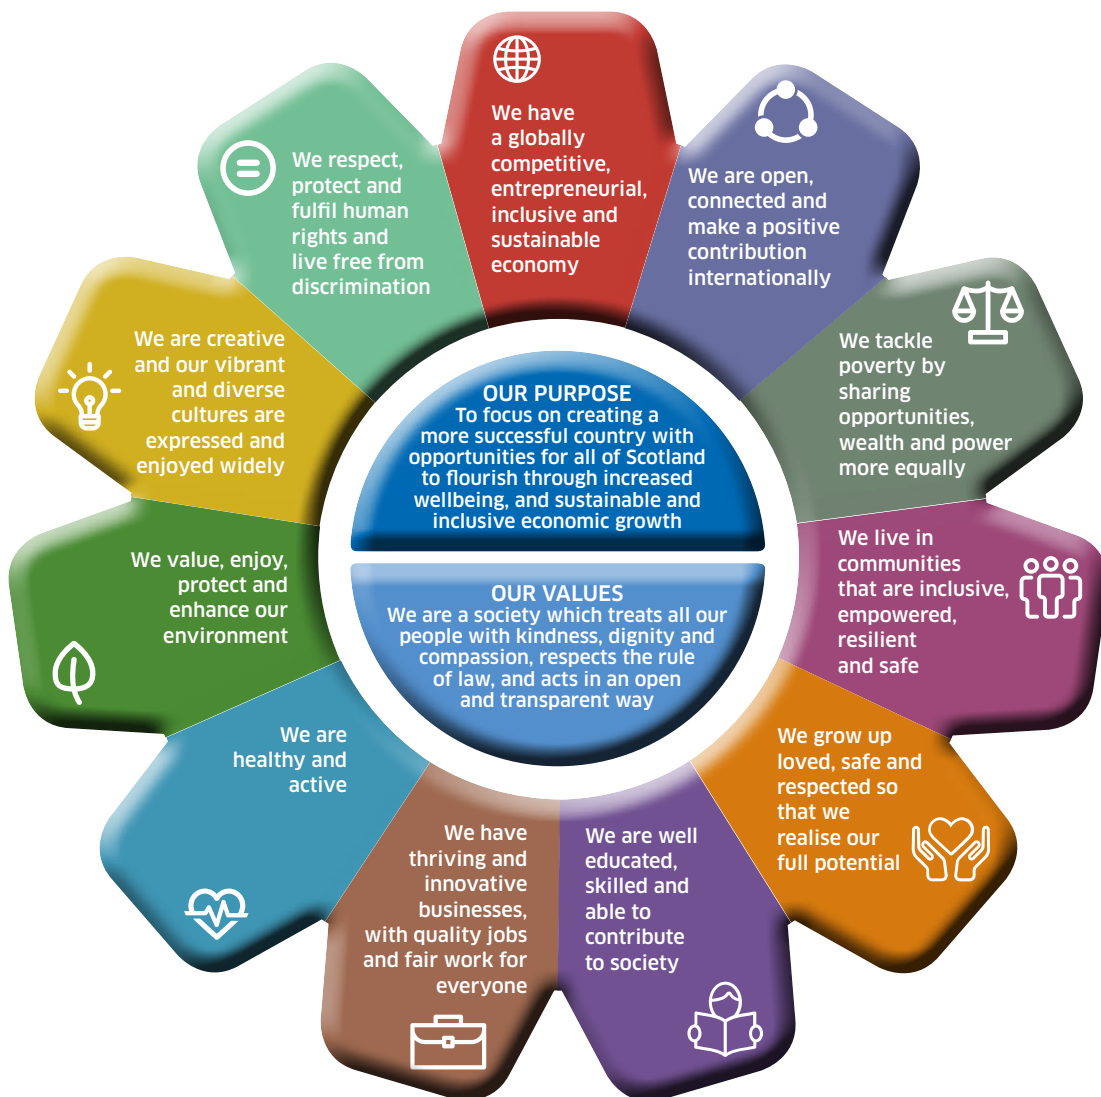 We have
a globally
competitive,
entrepreneurial,
inclusive and
sustainable
economy
We are open,
connected and
make a positive
contribution
internationally
We tackle
poverty by
sharing
opportunities,
wealth and power
more equally
We live in
communities
that are inclusive,
empowered,
resilient
and safe
We grow up
loved, safe and
respected so
that we
realise our
full potential
We are well
educated,
skilled and
able to
contribute
to society
We have
thriving and
innovative
businesses,
with quality jobs
and fair work for
everyone
We are
healthy and
active
We value, enjoy,
protect and
enhance our
environment
We are creative
and our vibrant
and diverse
cultures are
expressed and
enjoyed widely
We respect,
protect and
fulfil human
rights and
live free from
discrimination
OUR PURPOSE
To focus on creating a
more successful country with
opportunities for all of Scotland
to flourish through increased
wellbeing, and sustainable and
inclusive economic growth
OUR VALUES
We are a society which treats all our
people with kindness, dignity and
compassion, respects the rule
of law, and acts in an open
and transparent way